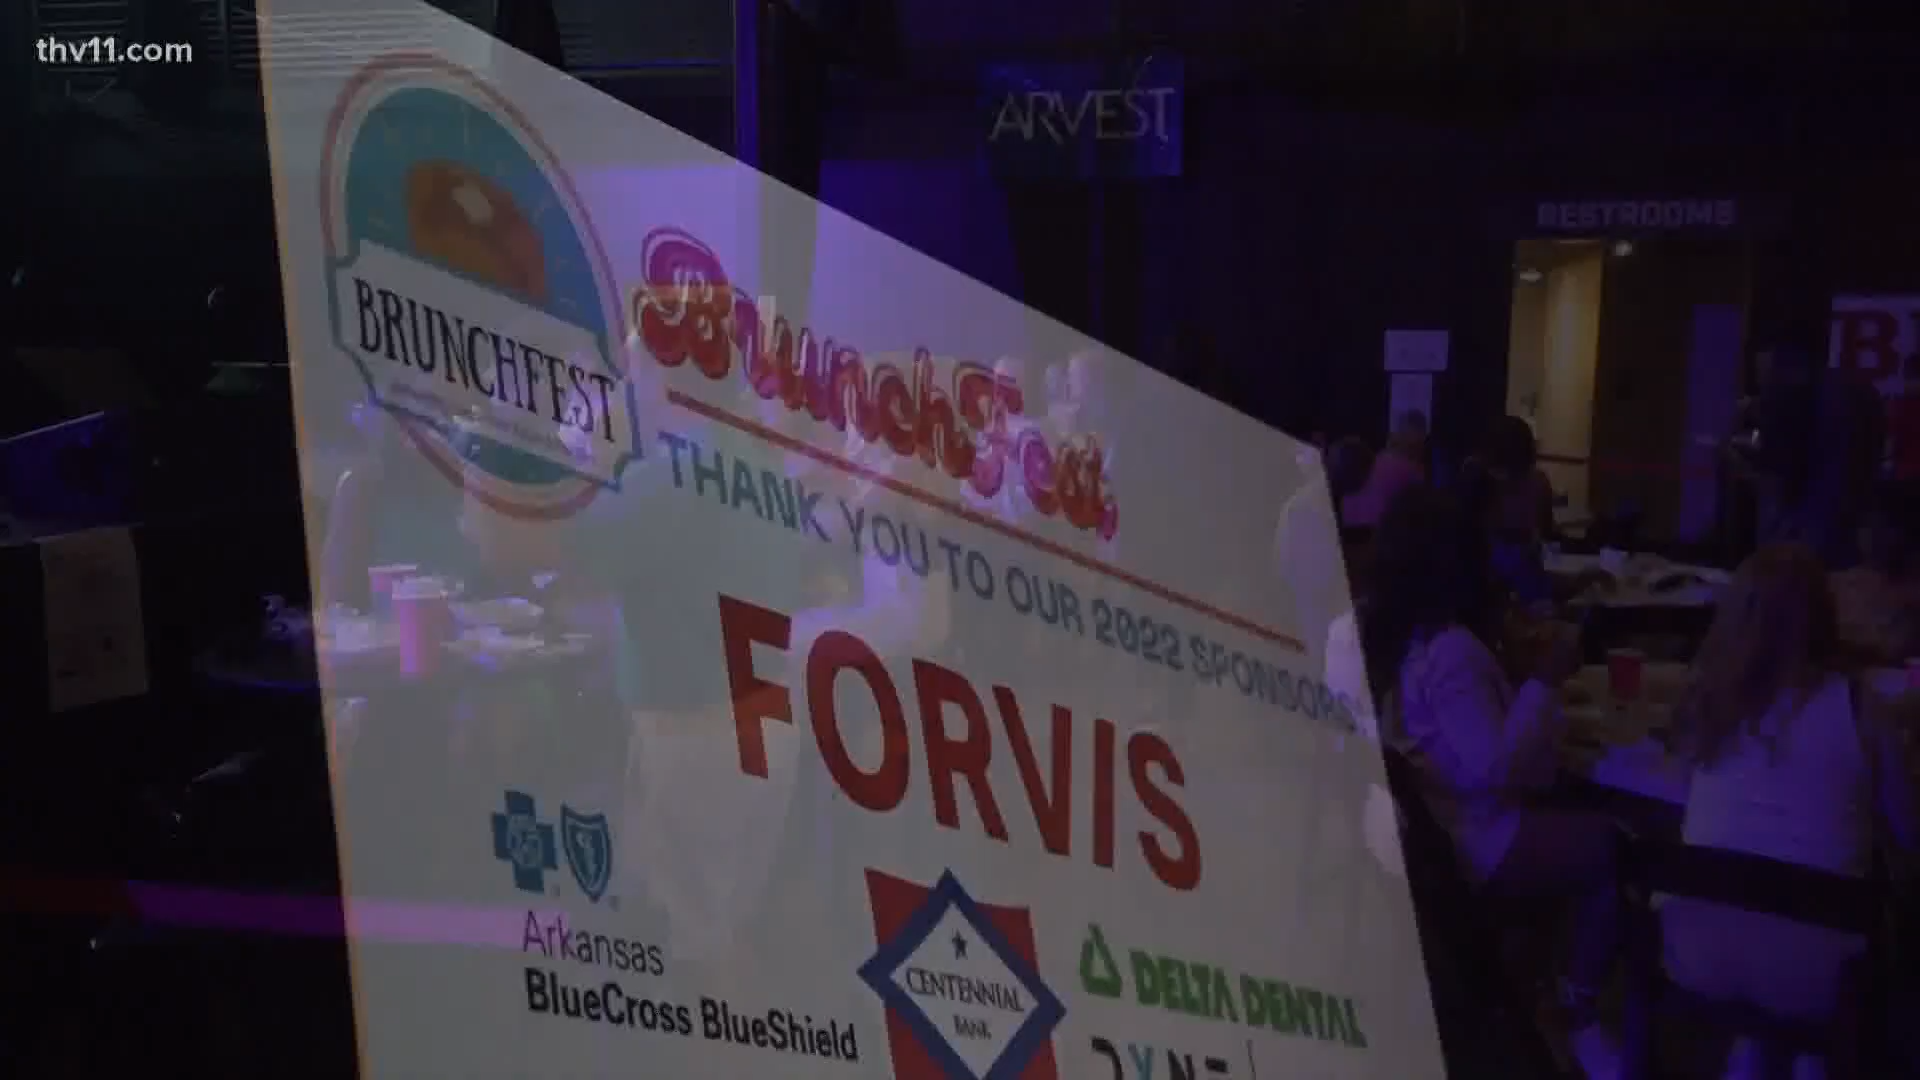 thv11.com
ARVEST
RESTROOMS
BRUNCHFEST
BrunchFest
THANK YOU TO OUR 2022 SPONSORS
FORVIS
Arkansas
BlueCross BlueShield
CENTENNIAL
BANK
DELTA DENTAL